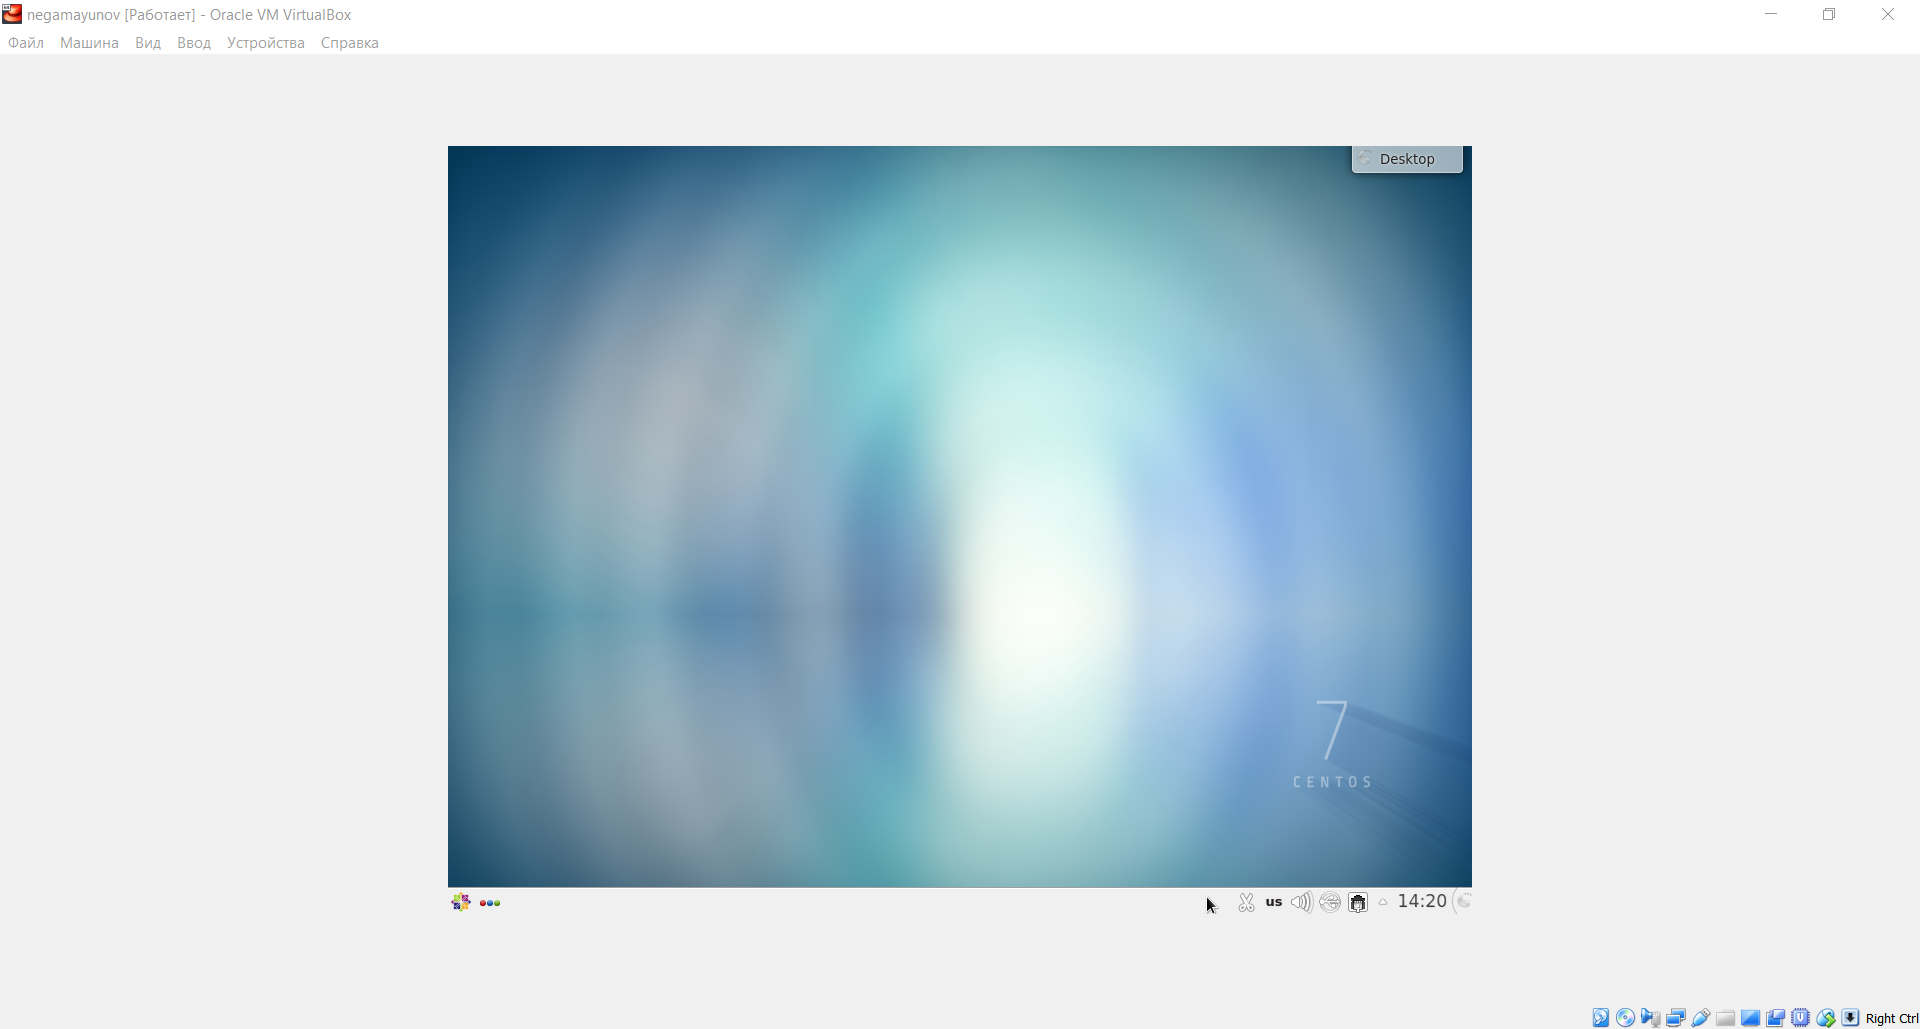 negamayunov [Работает] - Oracle VM VirtualBox
Файл Машина Вид Ввод Устройства Справка
Desktop
7
CENTOS
us 14:20
Right Ctrl